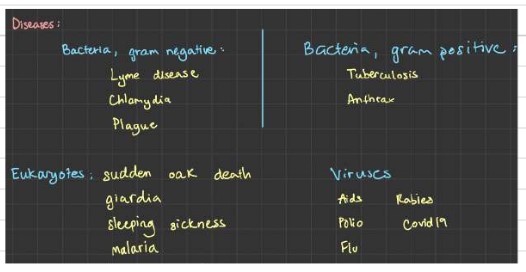 Diseases:
Bacteria, gram negative:
Lyme disease
Chlamydia
Plague
Bacteria, gram positive:
Tuberculosis
Anthrax
Eukaryotes: sudden oak death
giardia
sleeping sickness
malaria
Viruses
Aids Rabies
Polio Covid 19
Flu